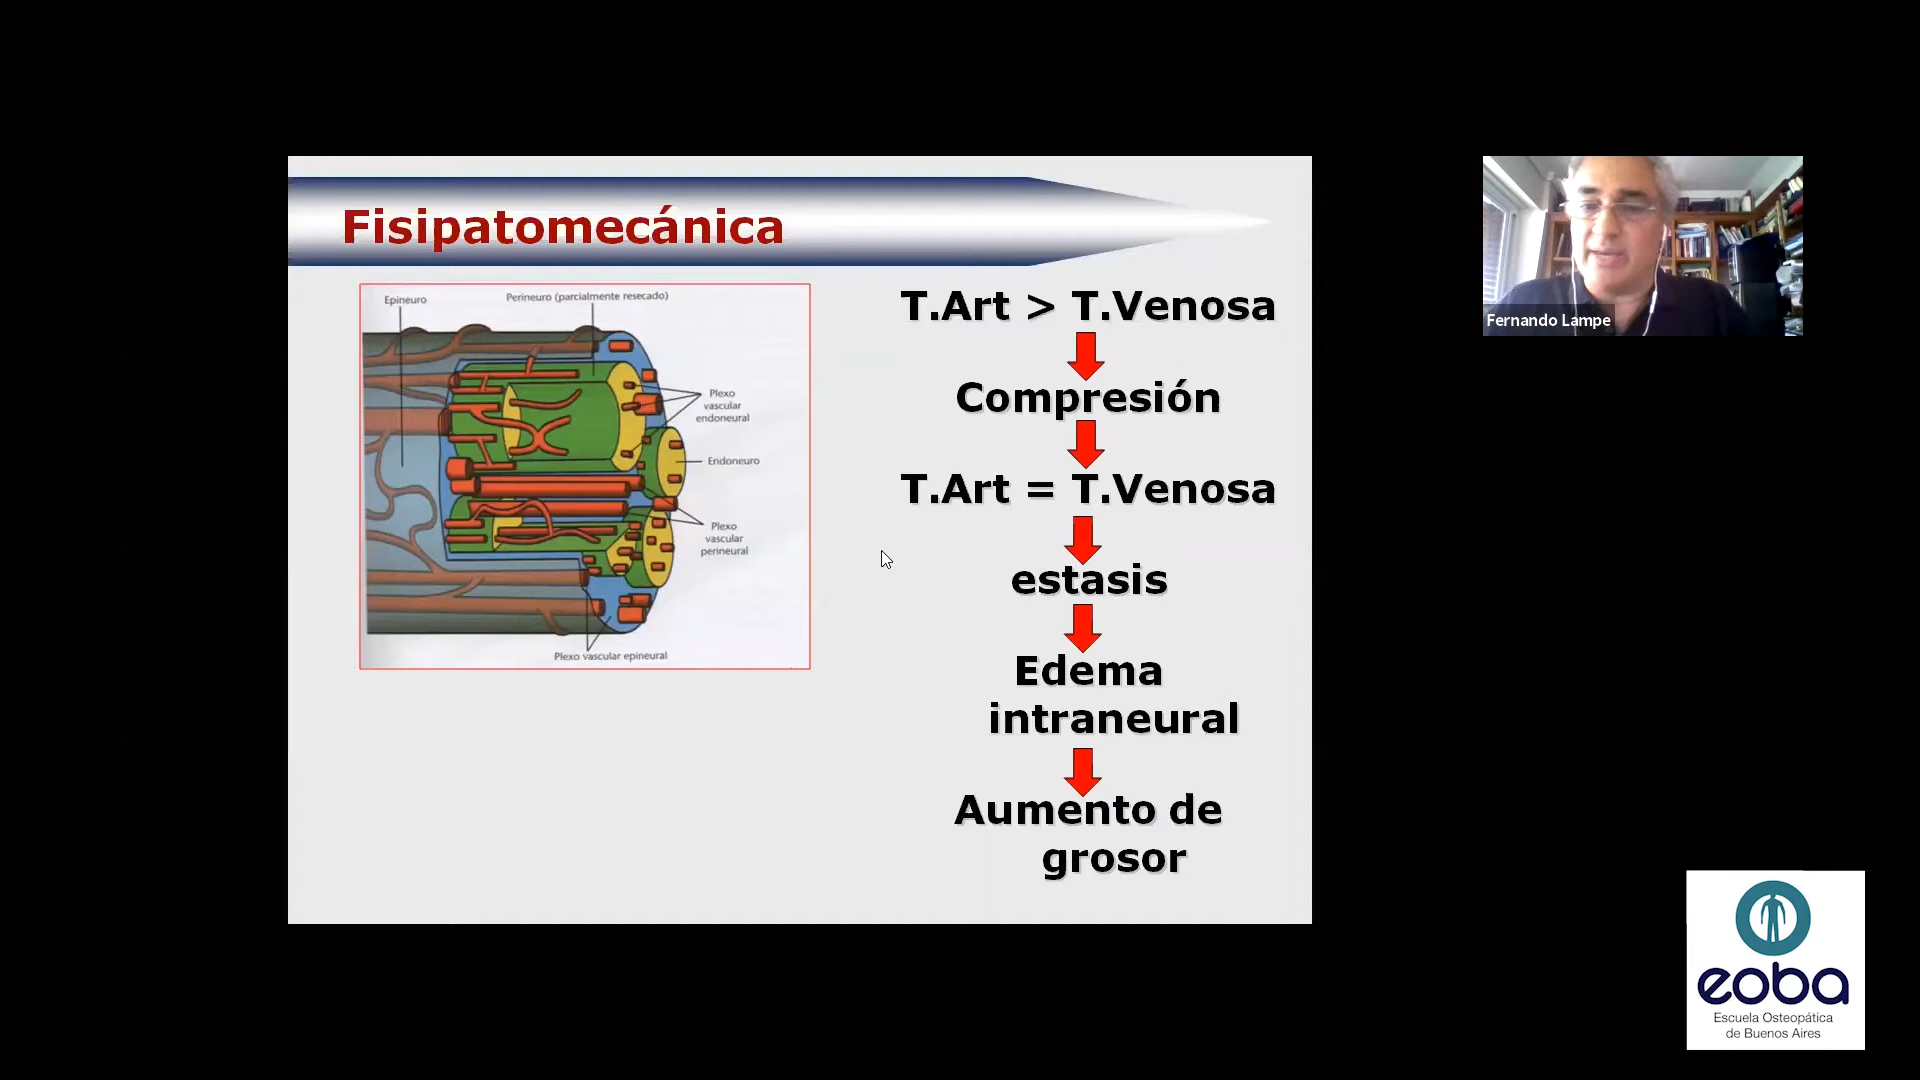 Fisipatomecánica
Epineuro
Perineuro (parcialmente resecado)
Plexo
vascular
endoneural
Endoneuro
Plexo
vascular
perineural
Plexo vascular epineural
T.Art > T.Venosa
Compresión
T.Art = T.Venosa
estasis
Edema
intraneural
Aumento de
grosor
Fernando Lampe
eoba
Escuela Osteopática
de Buenos Aires